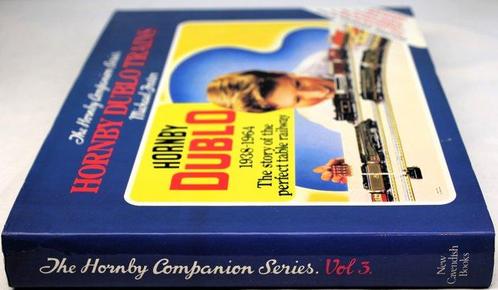 The Hornby Companion Series
HORNBY DUBLO TRAINS
Michael Foster
HORNBY
DUBLO
1938-1964
The story of the
perfect table railway
The Hornby Companion Series. Vol 3.
New
Cavendish
Books